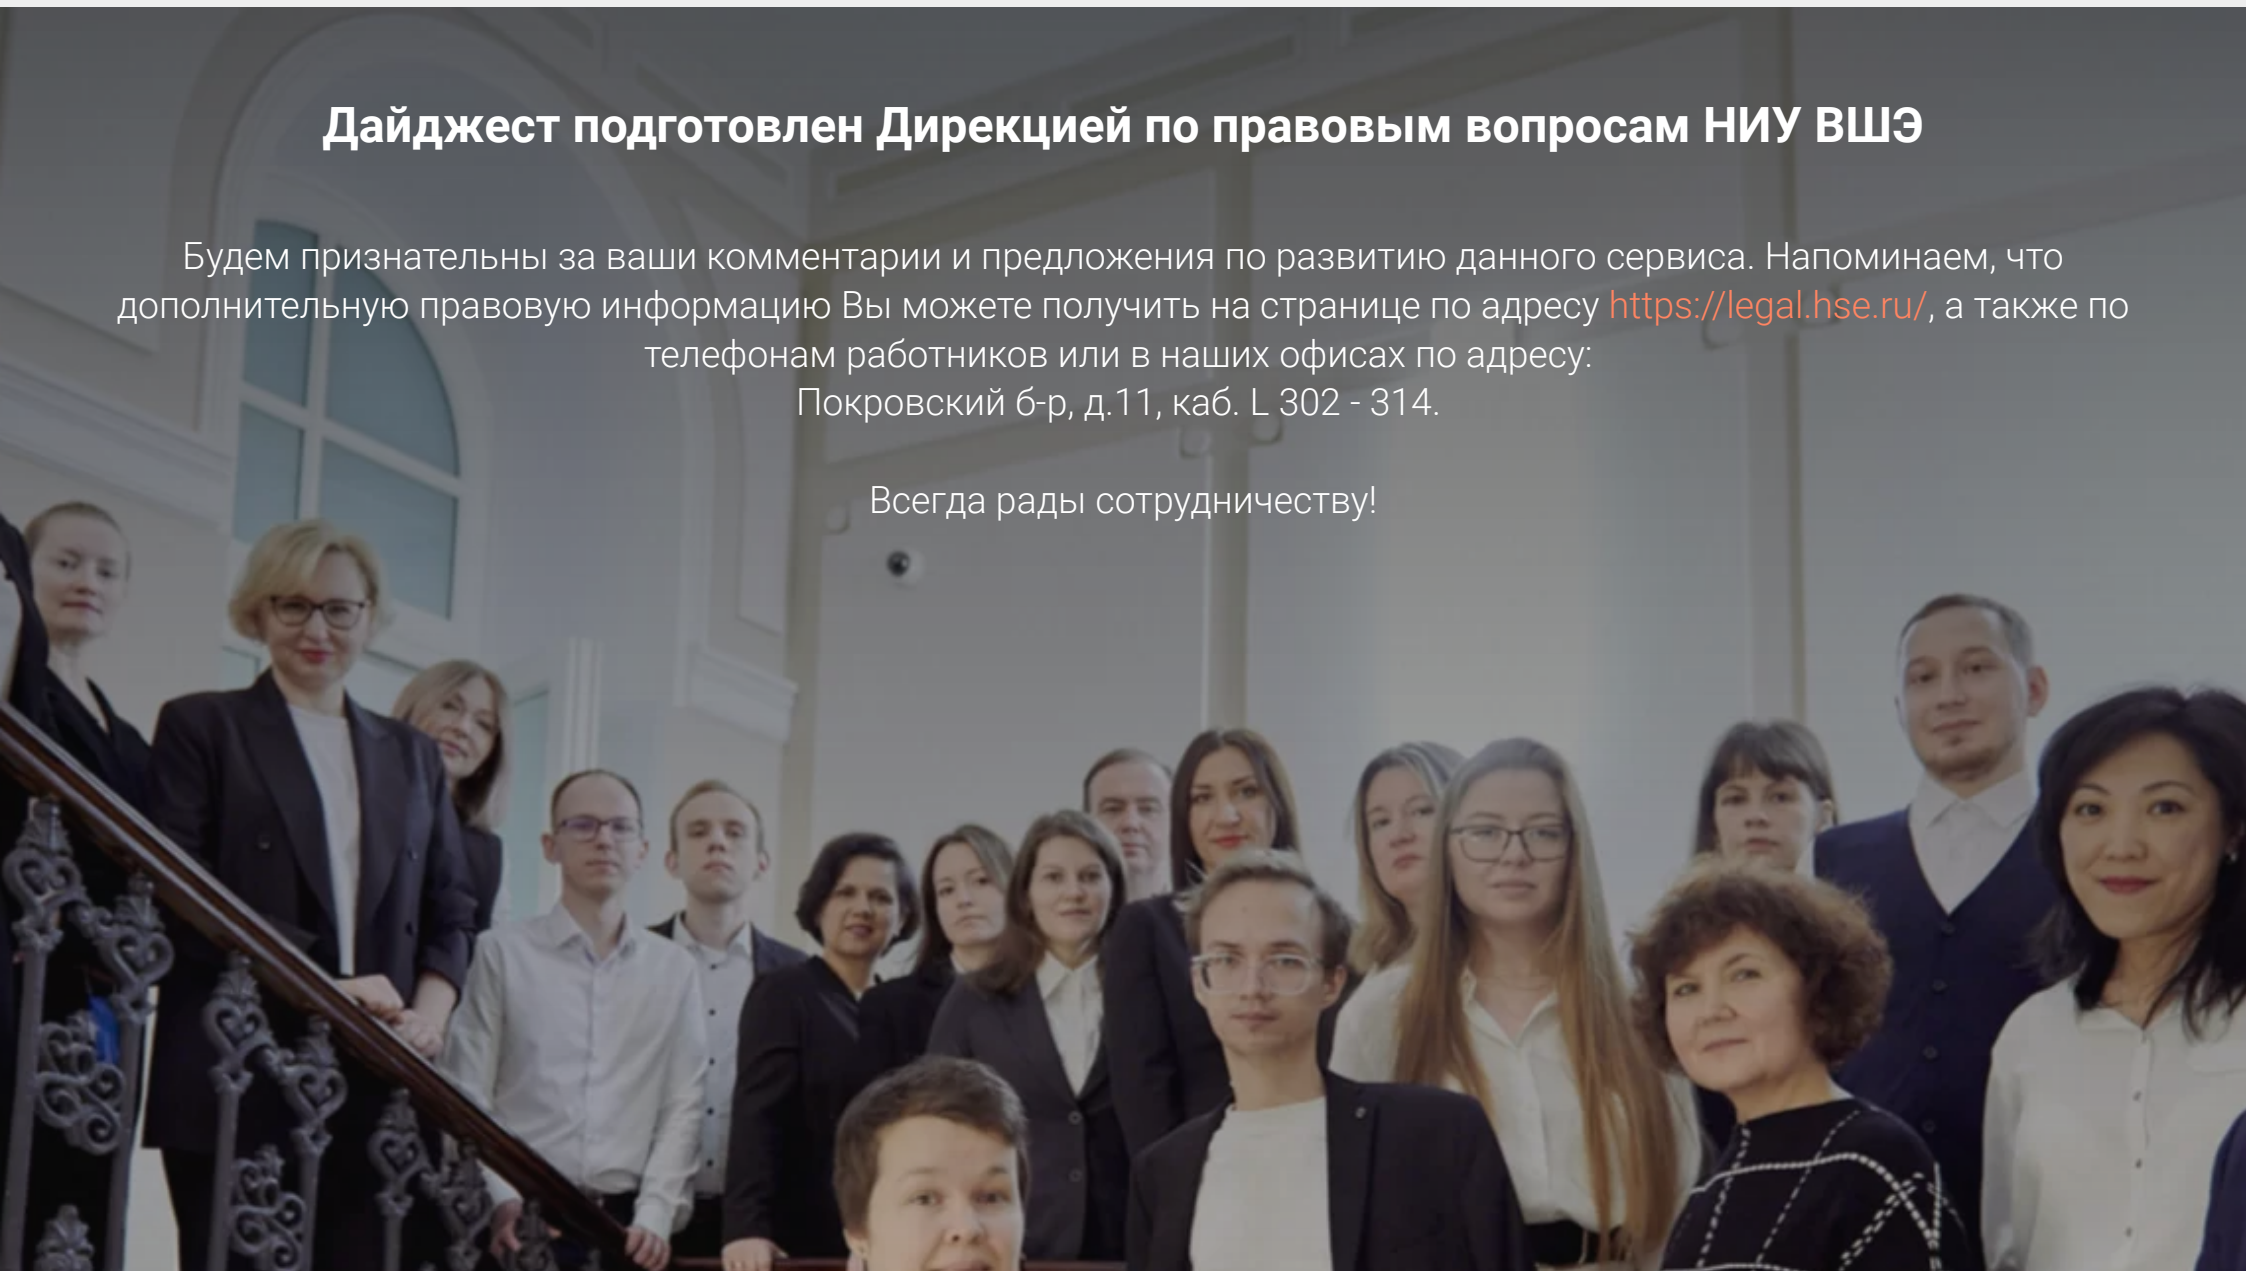 Дайджест подготовлен Дирекцией по правовым вопросам НИУ ВШЭ
Будем признательны за ваши комментарии и предложения по развитию данного сервиса. Напоминаем, что
дополнительную правовую информацию Вы можете получить на странице по адресу https://legal.hse.ru/, а также по
телефонам работников или в наших офисах по адресу:
Покровский б-р, д.11, каб. L 302 - 314.
Всегда рады сотрудничеству!